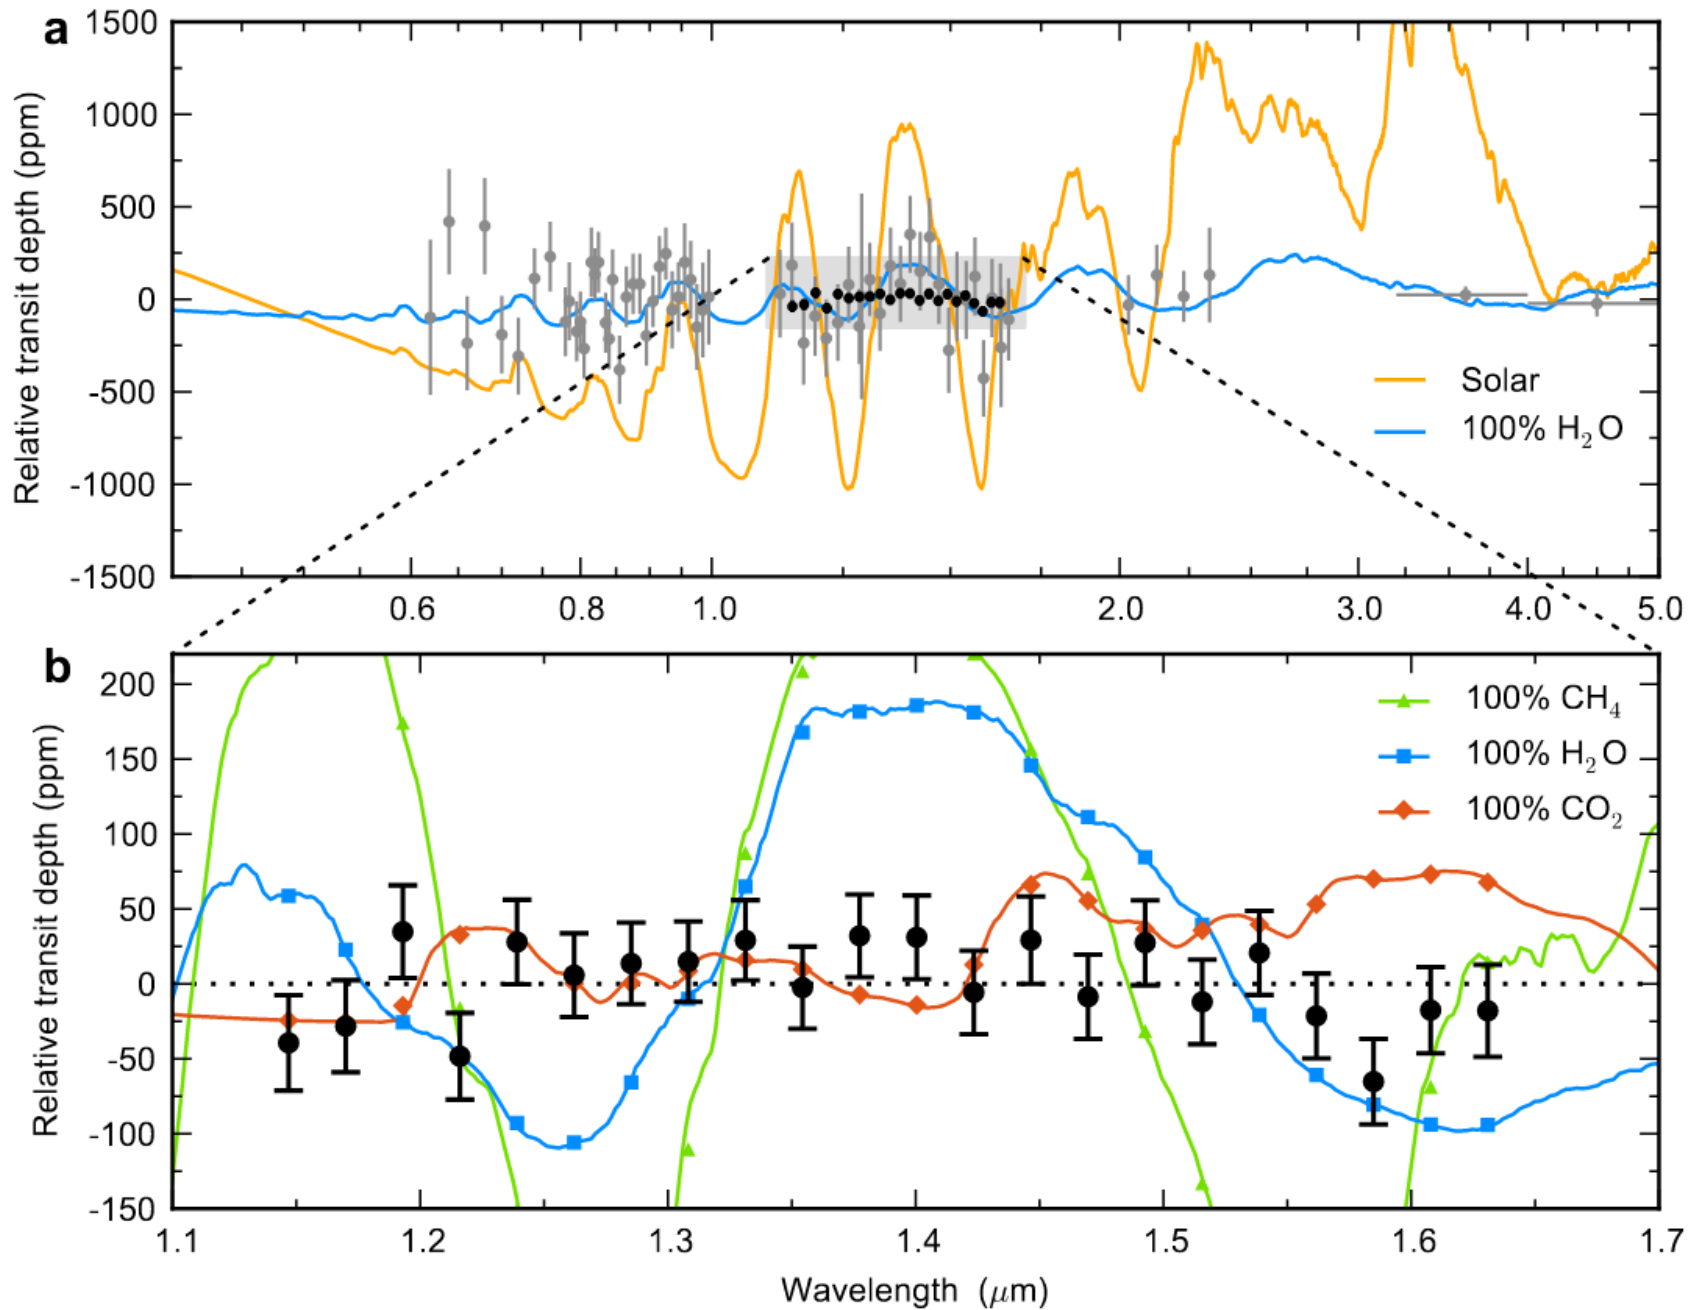 a
Relative transit depth (ppm)
1500
1000
500
0
-500
-1000
-1500
Solar
100% H₂O
0.6 0.8 1.0 2.0 3.0 4.0 5.0
b
Relative transit depth (ppm)
200
150
100
50
0
-50
-100
-150
100% CH₄
100% H₂O
100% CO₂
1.1 1.2 1.3 1.4 1.5 1.6 1.7
Wavelength (μm)